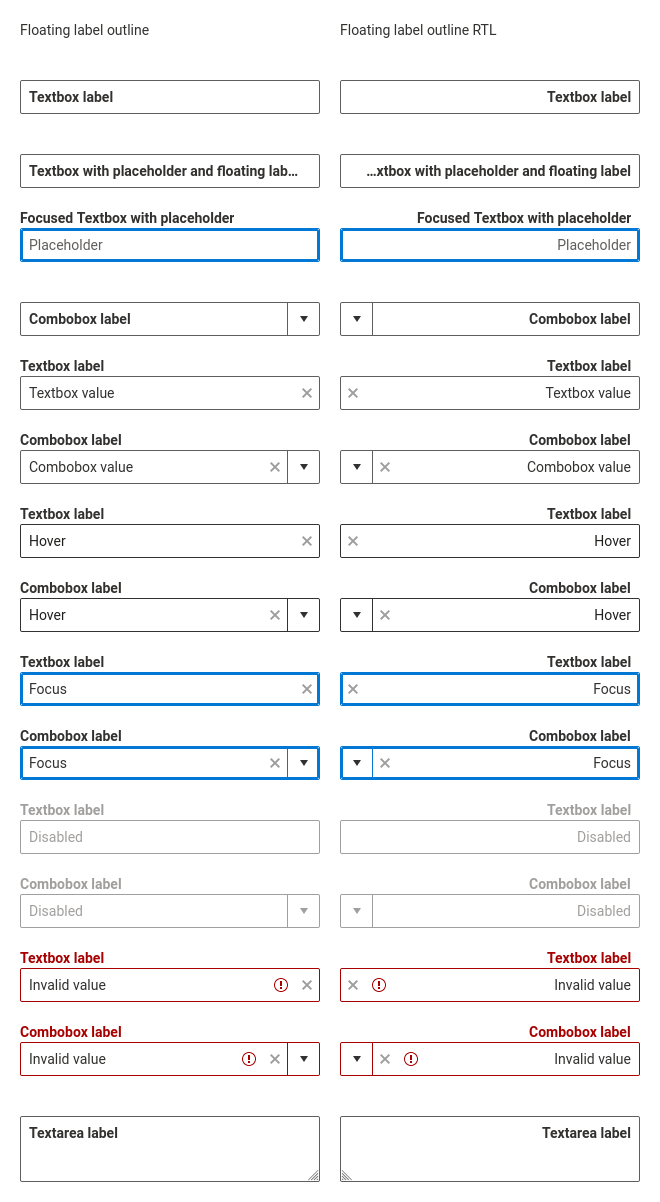 Floating label outline
Floating label outline RTL
Textbox label
Textbox label
Textbox with placeholder and floating lab…
…xtbox with placeholder and floating label
Focused Textbox with placeholder
Focused Textbox with placeholder
Placeholder
Placeholder
Combobox label
Combobox label
Textbox label
Textbox label
Textbox value
Textbox value
Combobox label
Combobox label
Combobox value
Combobox value
Textbox label
Textbox label
Hover
Hover
Combobox label
Combobox label
Hover
Hover
Textbox label
Textbox label
Focus
Focus
Combobox label
Combobox label
Focus
Focus
Textbox label
Textbox label
Disabled
Disabled
Combobox label
Combobox label
Disabled
Disabled
Textbox label
Textbox label
Invalid value
Invalid value
Combobox label
Combobox label
Invalid value
Invalid value
Textarea label
Textarea label